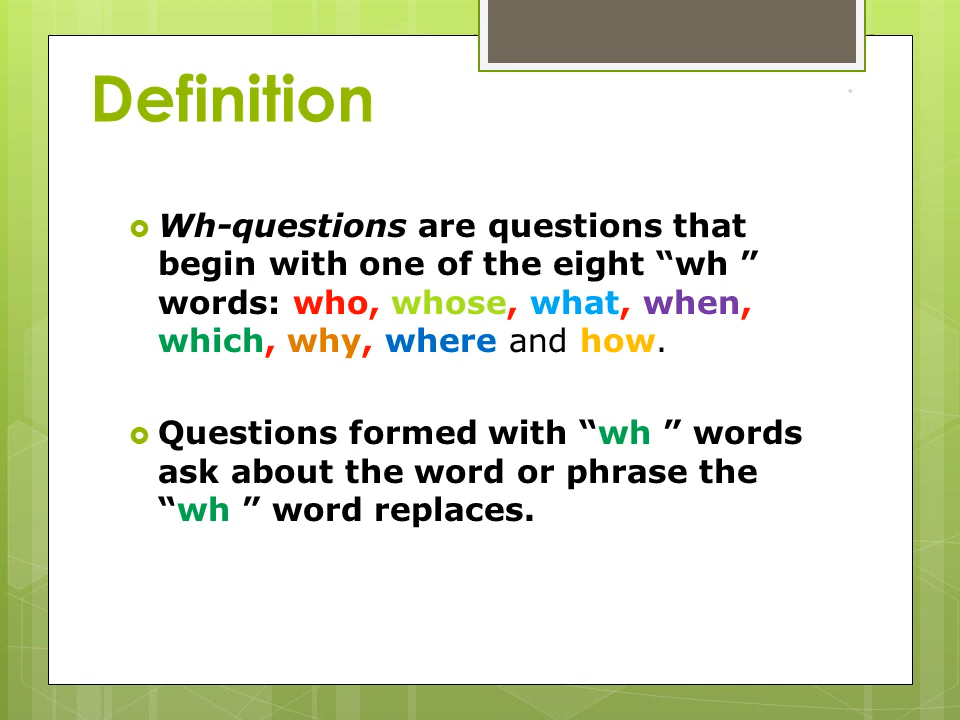 Definition
Wh-questions are questions that
begin with one of the eight “wh ”
words: who, whose, what, when,
which, why, where and how.
Questions formed with “wh ” words
ask about the word or phrase the
“wh ” word replaces.